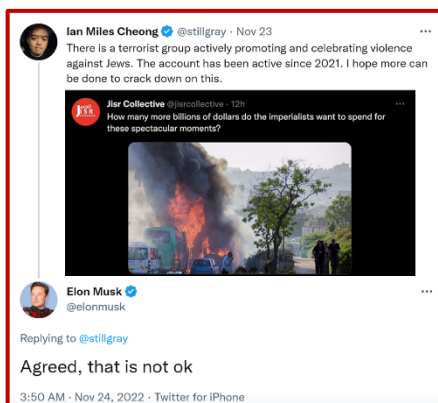 Ian Miles Cheong @stillgray · Nov 23
There is a terrorist group actively promoting and celebrating violence
against Jews. The account has been active since 2021. I hope more can
be done to crack down on this.
Jisr Collective @jisrcollective · 12h
How many more billions of dollars do the imperialists want to spend for
these spectacular moments?
Elon Musk
@elonmusk
Replying to @stillgray
Agreed, that is not ok
3:50 AM · Nov 24, 2022 · Twitter for iPhone